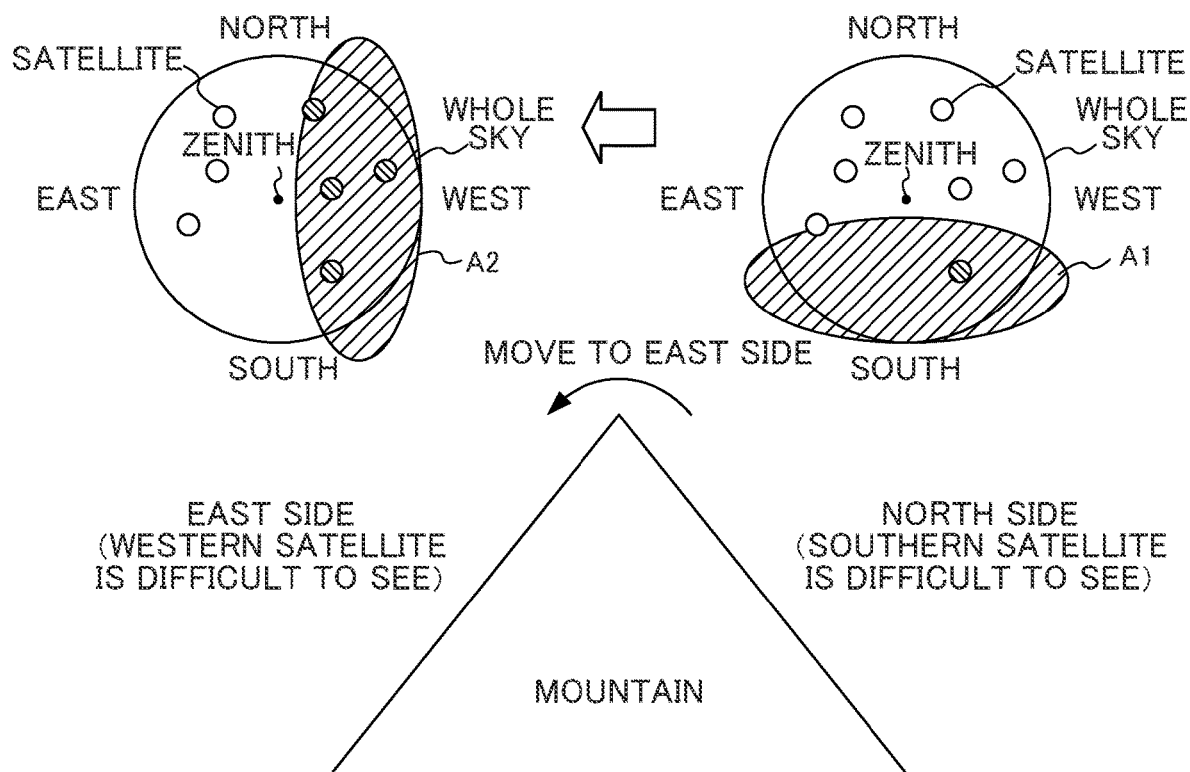 NORTH
SATELLITE
ZENITH
WHOLE
SKY
EAST
WEST
A2
SOUTH
NORTH
SATELLITE
WHOLE
SKY
ZENITH
EAST
WEST
A1
SOUTH
MOVE TO EAST SIDE
EAST SIDE
(WESTERN SATELLITE
IS DIFFICULT TO SEE)
NORTH SIDE
(SOUTHERN SATELLITE
IS DIFFICULT TO SEE)
MOUNTAIN